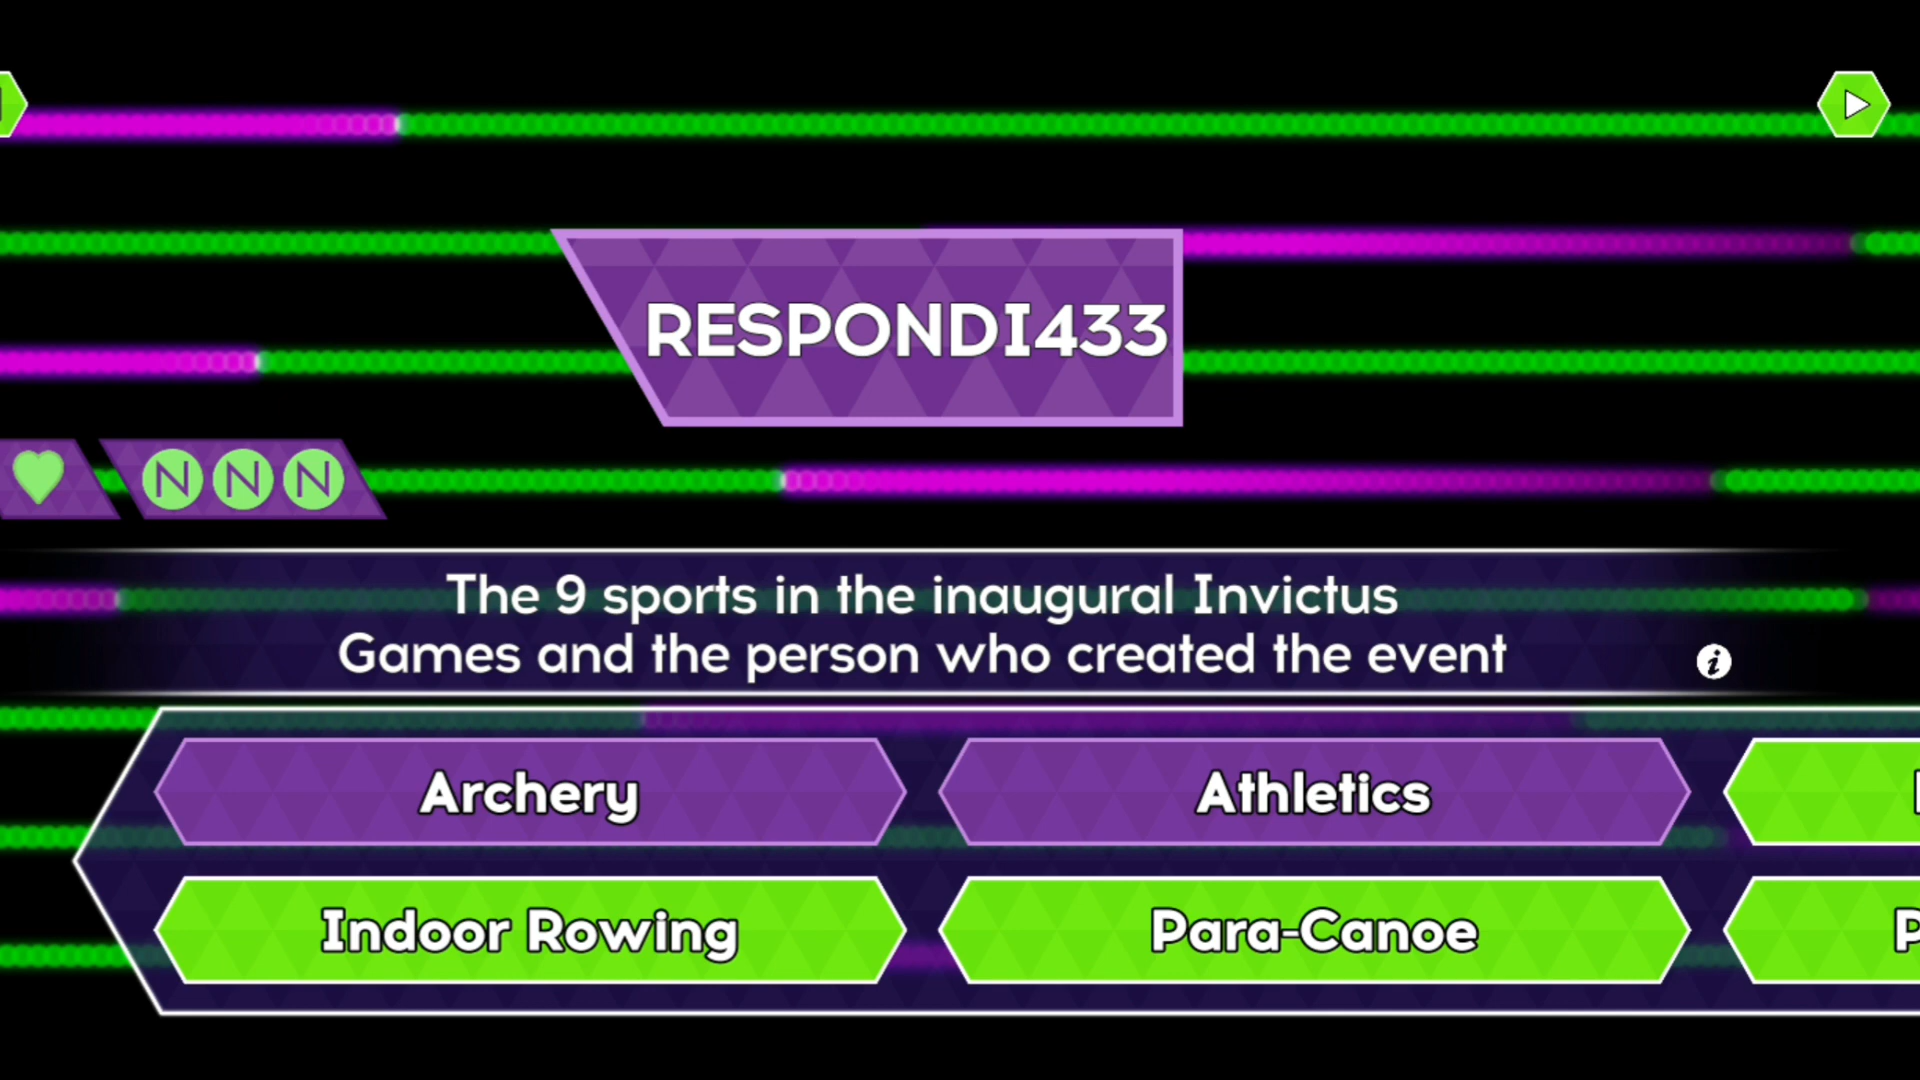 RESPONDI433
N N N
The 9 sports in the inaugural Invictus
Games and the person who created the event
i
Archery
Athletics
Indoor Rowing
Para-Canoe
P